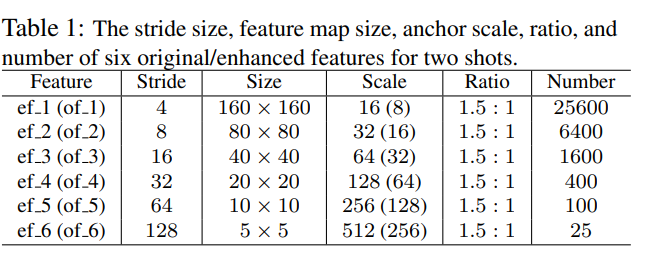 Table 1: The stride size, feature map size, anchor scale, ratio, and
number of six original/enhanced features for two shots.
Feature Stride Size Scale Ratio Number
ef_1 (of_1) 4 160 × 160 16 (8) 1.5 : 1 25600
ef_2 (of_2) 8 80 × 80 32 (16) 1.5 : 1 6400
ef_3 (of_3) 16 40 × 40 64 (32) 1.5 : 1 1600
ef_4 (of_4) 32 20 × 20 128 (64) 1.5 : 1 400
ef_5 (of_5) 64 10 × 10 256 (128) 1.5 : 1 100
ef_6 (of_6) 128 5 × 5 512 (256) 1.5 : 1 25